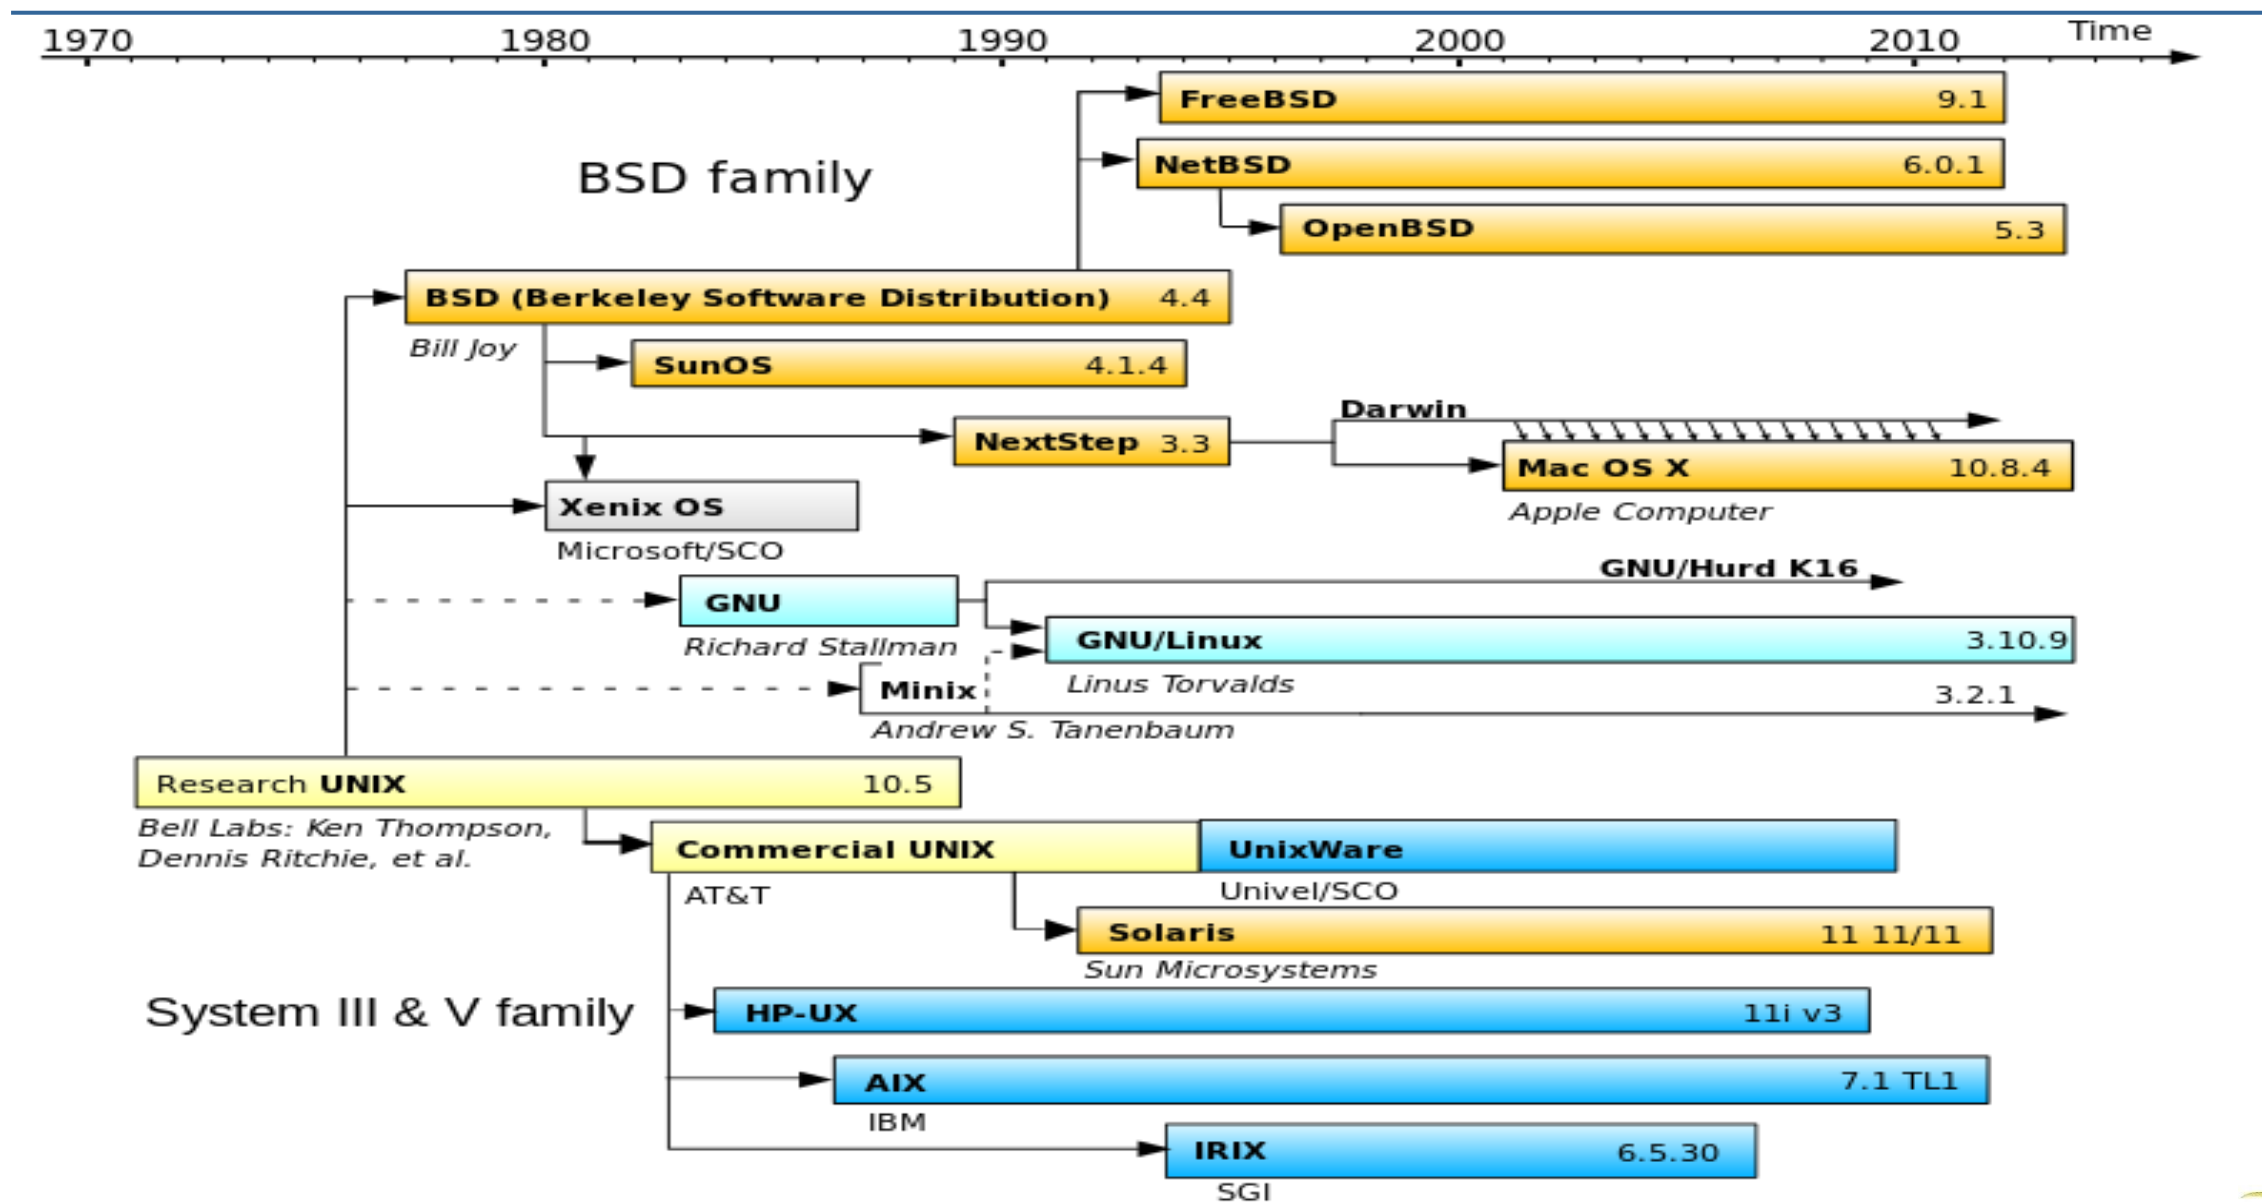 1970 1980 1990 2000 2010 Time
FreeBSD 9.1
BSD family
NetBSD 6.0.1
OpenBSD 5.3
BSD (Berkeley Software Distribution) 4.4
Bill Joy
SunOS 4.1.4
Darwin
NextStep 3.3
Mac OS X 10.8.4
Apple Computer
Xenix OS
Microsoft/SCO
GNU/Hurd K16
GNU
Richard Stallman
GNU/Linux 3.10.9
Linus Torvalds
Minix 3.2.1
Andrew S. Tanenbaum
Research UNIX 10.5
Bell Labs: Ken Thompson,
Dennis Ritchie, et al.
Commercial UNIX
AT&T
UnixWare
Univel/SCO
Solaris 11 11/11
Sun Microsystems
System III & V family
HP-UX 11i v3
AIX 7.1 TL1
IBM
IRIX 6.5.30
SGI